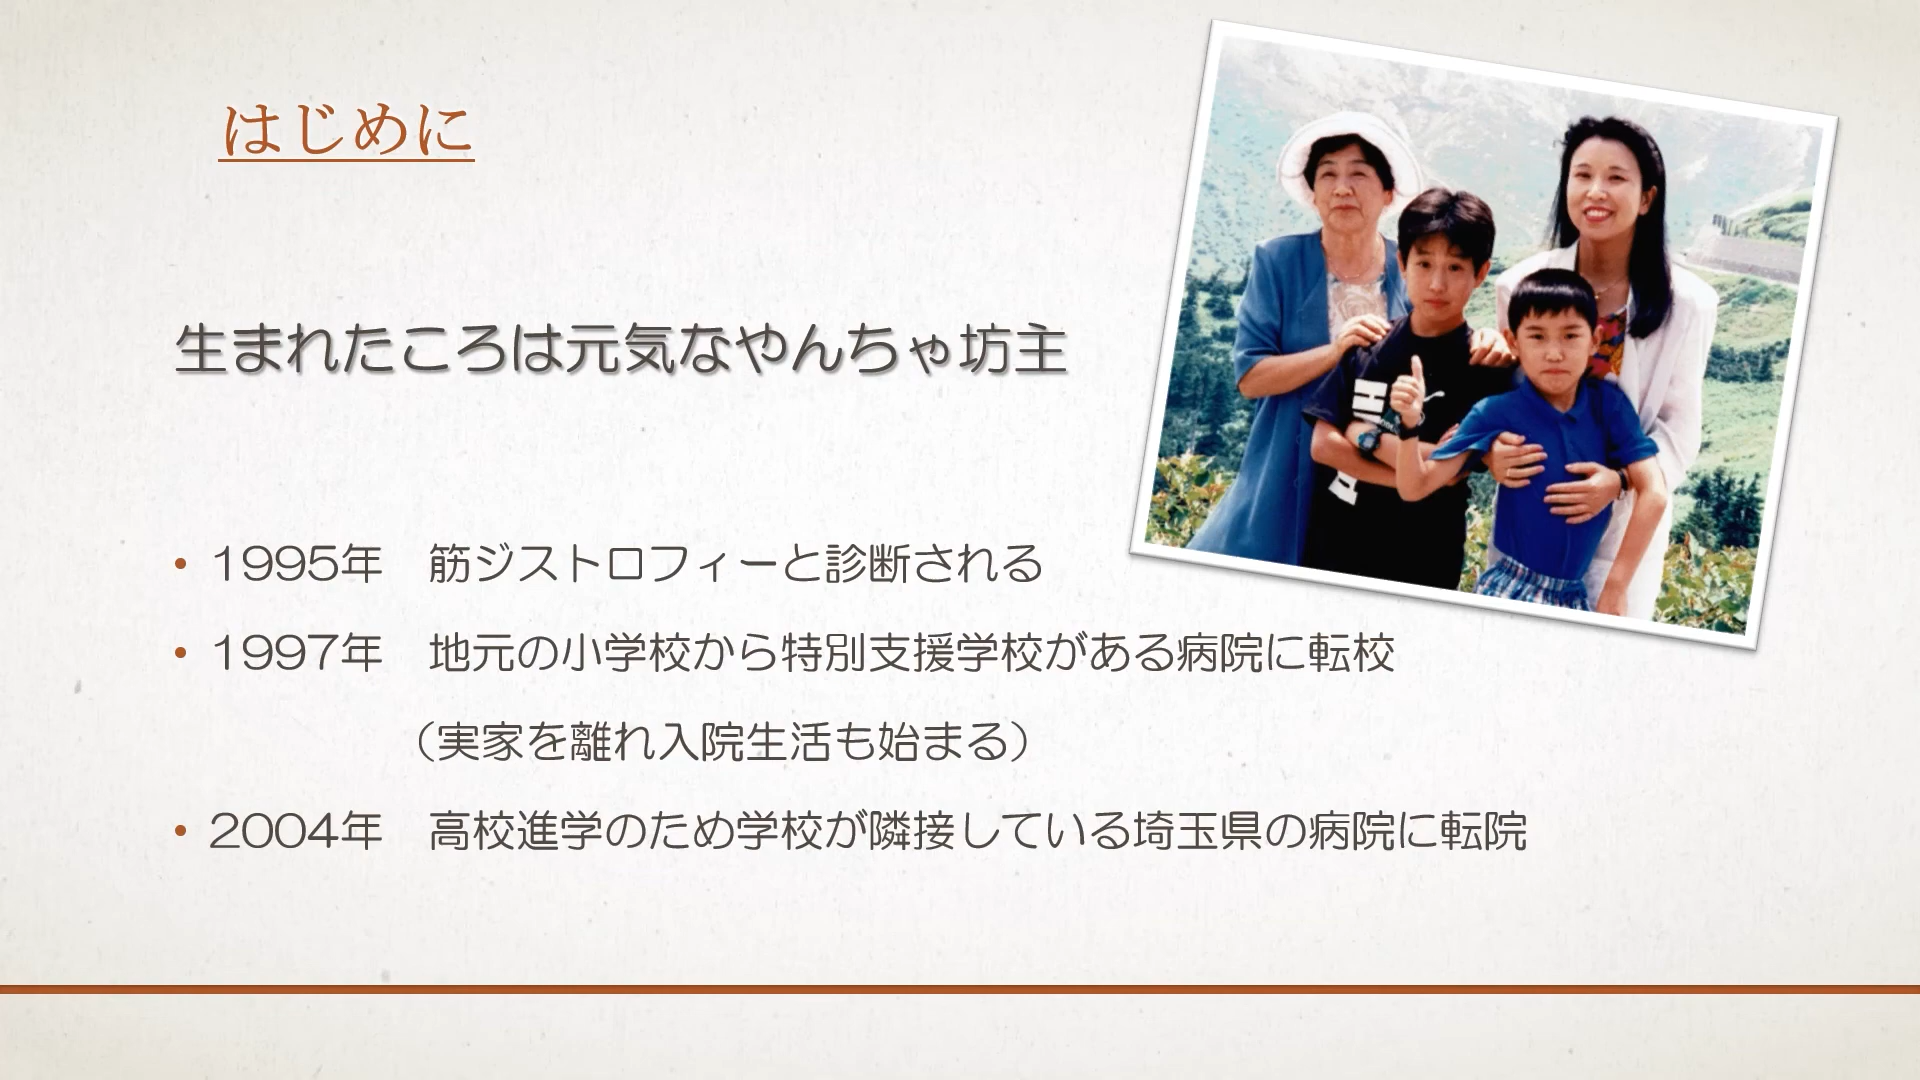 はじめに
生まれたころは元気なやんちゃ坊主
• 1995年　筋ジストロフィーと診断される
• 1997年　地元の小学校から特別支援学校がある病院に転校
（実家を離れ入院生活も始まる）
• 2004年　高校進学のため学校が隣接している埼玉県の病院に転院